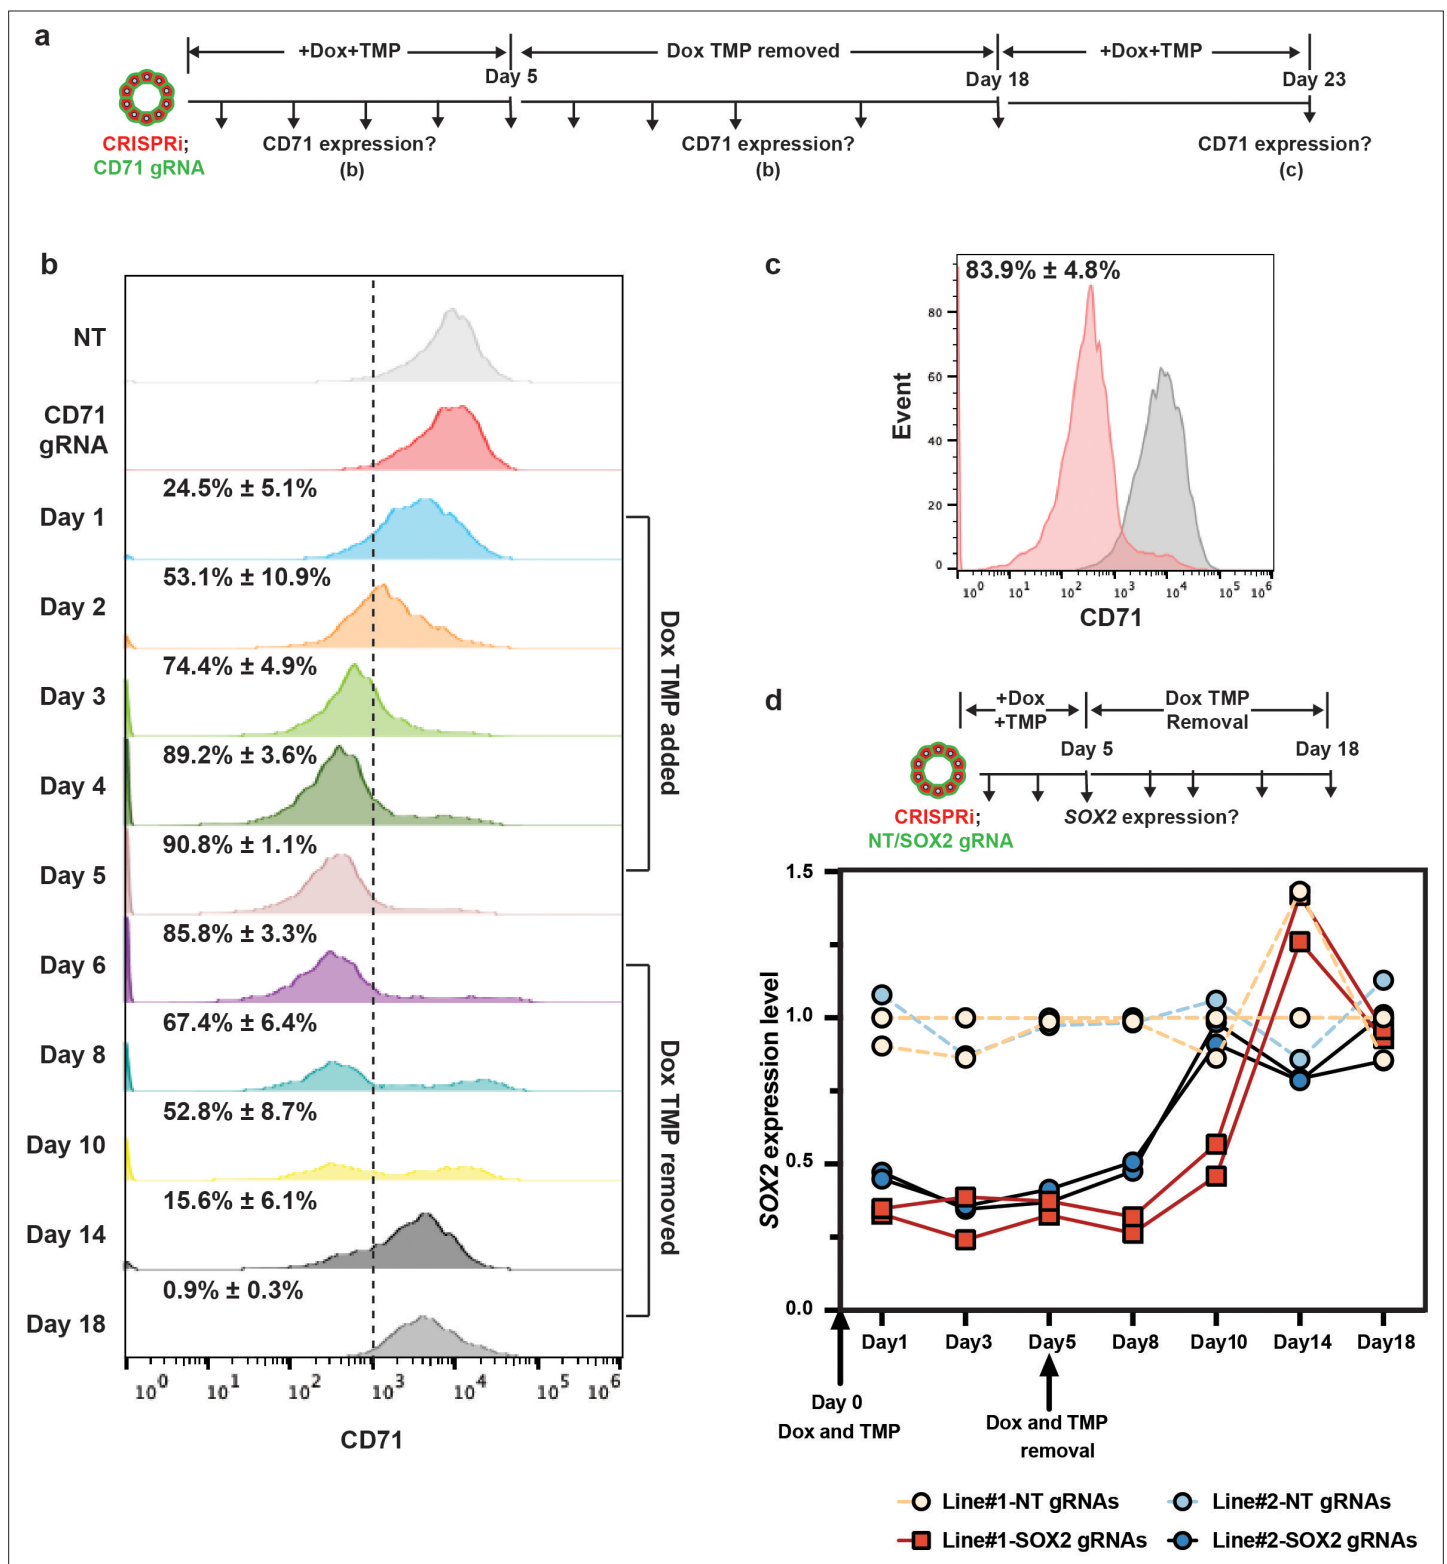 a
+Dox+TMP
Dox TMP removed
+Dox+TMP
Day 5
Day 18
Day 23
CRISPRi;
CD71 gRNA
CD71 expression?
(b)
CD71 expression?
(b)
CD71 expression?
(c)
b
NT
CD71
gRNA
24.5% ± 5.1%
Day 1
53.1% ± 10.9%
Day 2
74.4% ± 4.9%
Day 3
89.2% ± 3.6%
Day 4
90.8% ± 1.1%
Day 5
85.8% ± 3.3%
Day 6
67.4% ± 6.4%
Day 8
52.8% ± 8.7%
Day 10
15.6% ± 6.1%
Day 14
0.9% ± 0.3%
Day 18
Dox TMP added
Dox TMP removed
10^0 10^1 10^2 10^3 10^4 10^5 10^6
CD71
c
83.9% ± 4.8%
80
60
40
20
0
Event
10^0 10^1 10^2 10^3 10^4 10^5 10^6
CD71
d
+Dox
+TMP
Dox TMP
Removal
Day 5
Day 18
CRISPRi;
NT/SOX2 gRNA
SOX2 expression?
1.5
1.0
0.5
0.0
SOX2 expression level
Day1 Day3 Day5 Day8 Day10 Day14 Day18
Day 0
Dox and TMP
Dox and TMP
removal
Line#1-NT gRNAs
Line#2-NT gRNAs
Line#1-SOX2 gRNAs
Line#2-SOX2 gRNAs